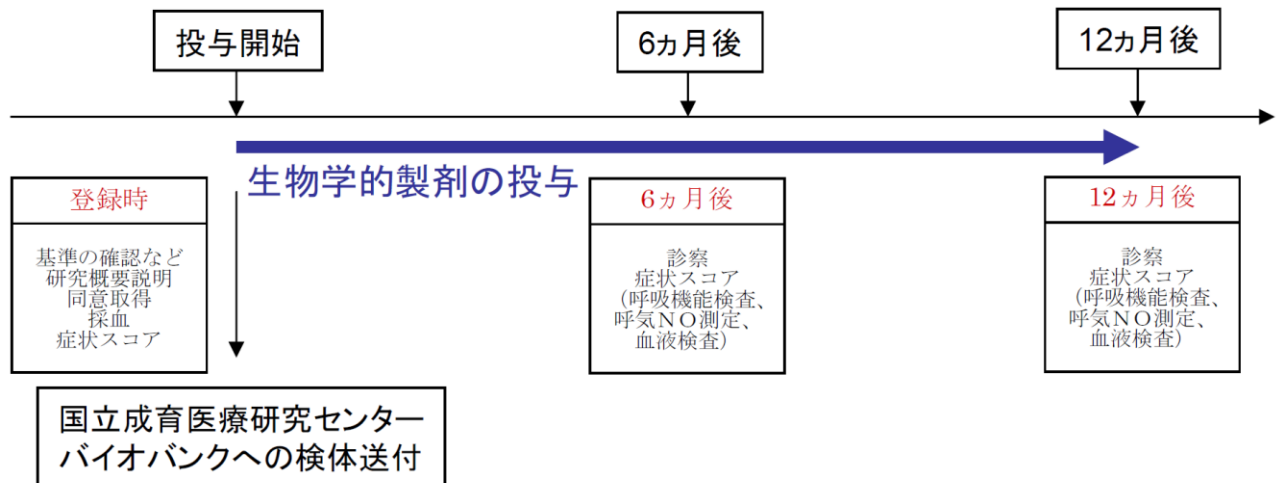 投与開始
6ヵ月後
12ヵ月後
生物学的製剤の投与
登録時
基準の確認など
研究概要説明
同意取得
採血
症状スコア
6ヵ月後
診察
症状スコア
（呼吸機能検査、
呼気ＮＯ測定、
血液検査）
12ヵ月後
診察
症状スコア
（呼吸機能検査、
呼気ＮＯ測定、
血液検査）
国立成育医療研究センター
バイオバンクへの検体送付